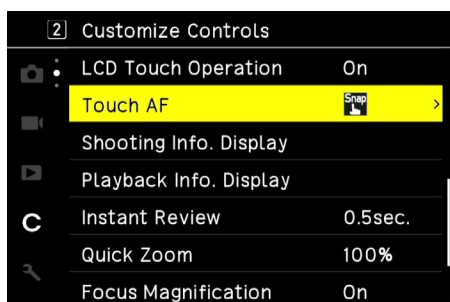 2 Customize Controls
LCD Touch Operation On
Touch AF Snap >
Shooting Info. Display
Playback Info. Display
C Instant Review 0.5sec.
Quick Zoom 100%
Focus Magnification On